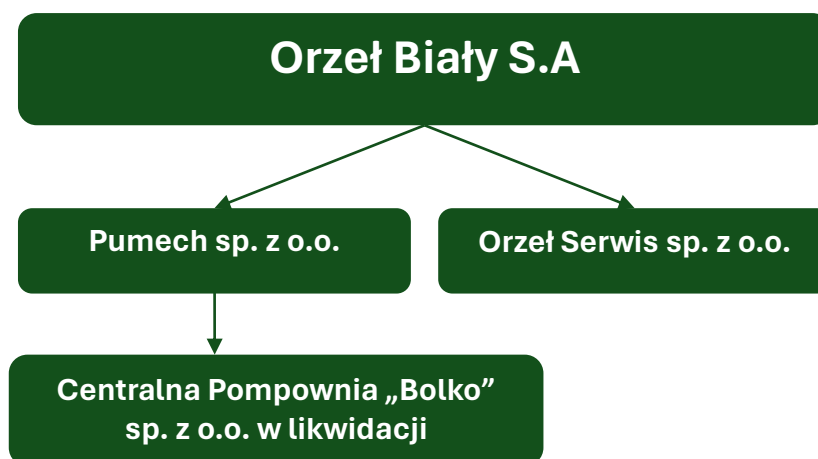 Orzeł Biały S.A
Pumech sp. z o.o.
Orzeł Serwis sp. z o.o.
Centralna Pompownia „Bolko”
sp. z o.o. w likwidacji